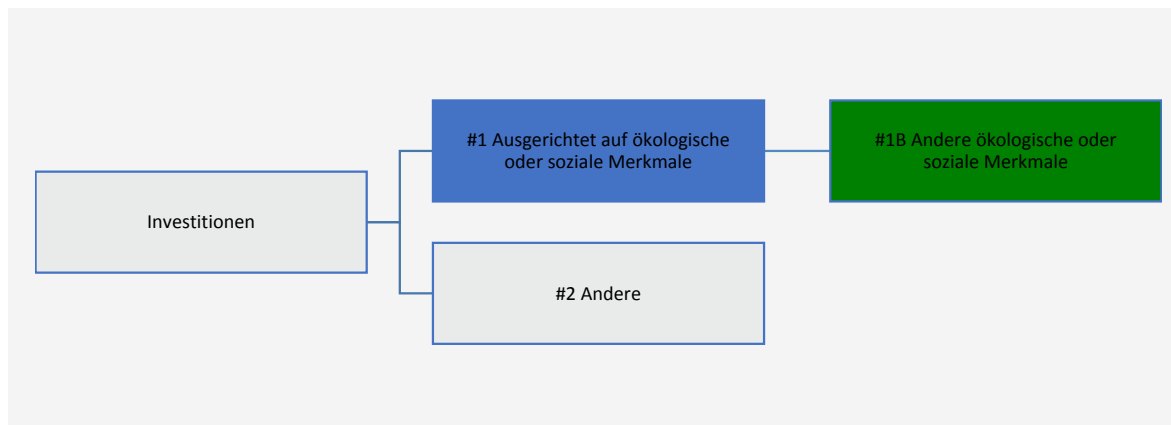 #1 Ausgerichtet auf ökologische
oder soziale Merkmale
#1B Andere ökologische oder
soziale Merkmale
Investitionen
#2 Andere